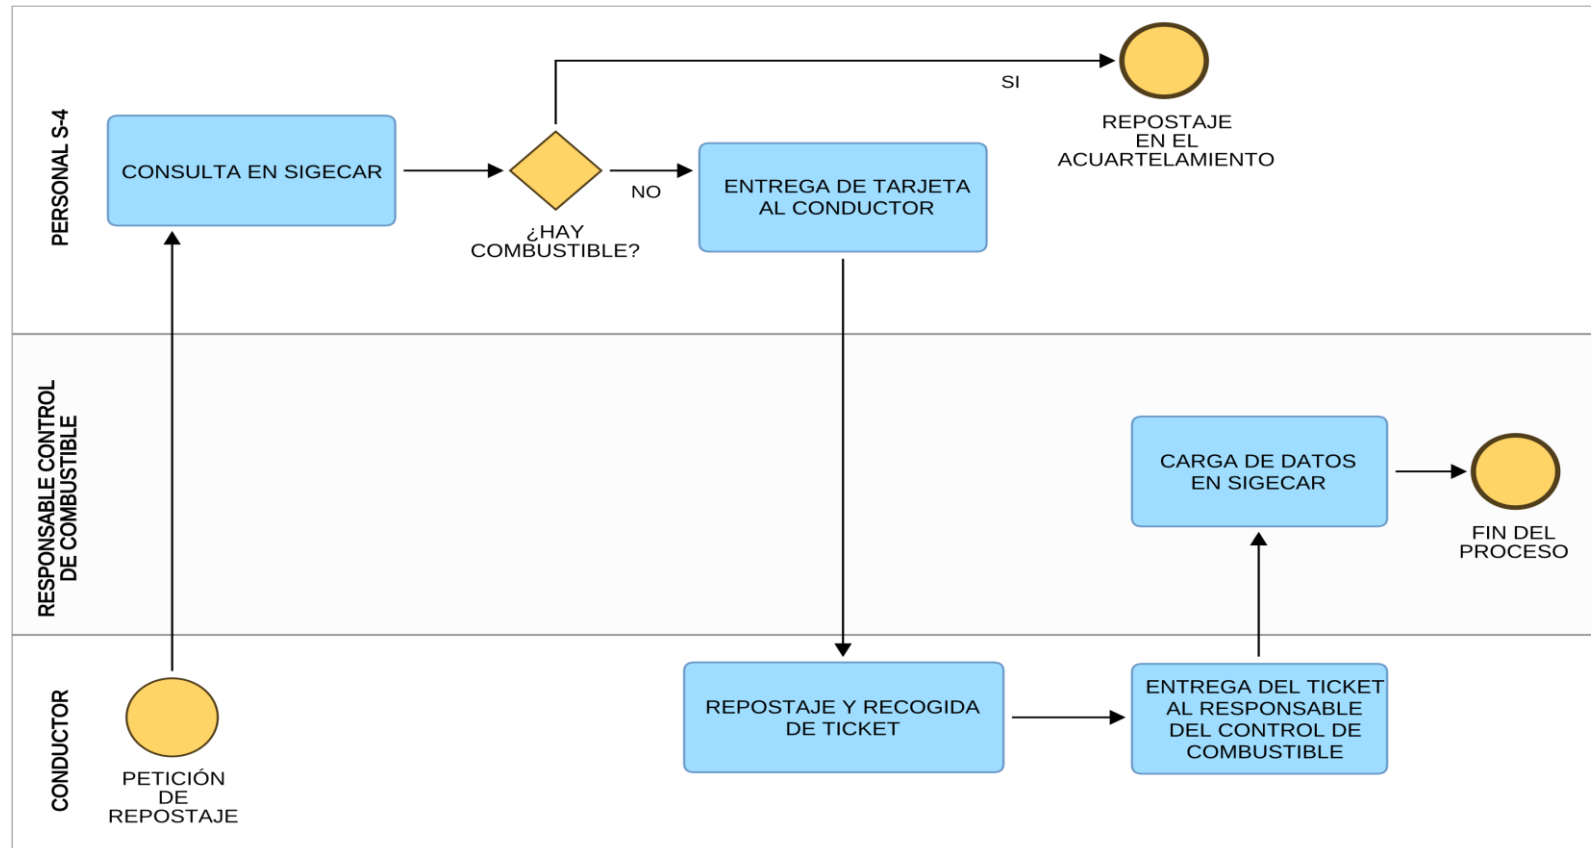 PERSONAL S-4
CONSULTA EN SIGECAR
¿HAY
COMBUSTIBLE?
NO
SI
ENTREGA DE TARJETA
AL CONDUCTOR
REPOSTAJE
EN EL
ACUARTELAMIENTO
RESPONSABLE CONTROL
DE COMBUSTIBLE
CARGA DE DATOS
EN SIGECAR
FIN DEL
PROCESO
CONDUCTOR
PETICIÓN
DE
REPOSTAJE
REPOSTAJE Y RECOGIDA
DE TICKET
ENTREGA DEL TICKET
AL RESPONSABLE
DEL CONTROL DE
COMBUSTIBLE